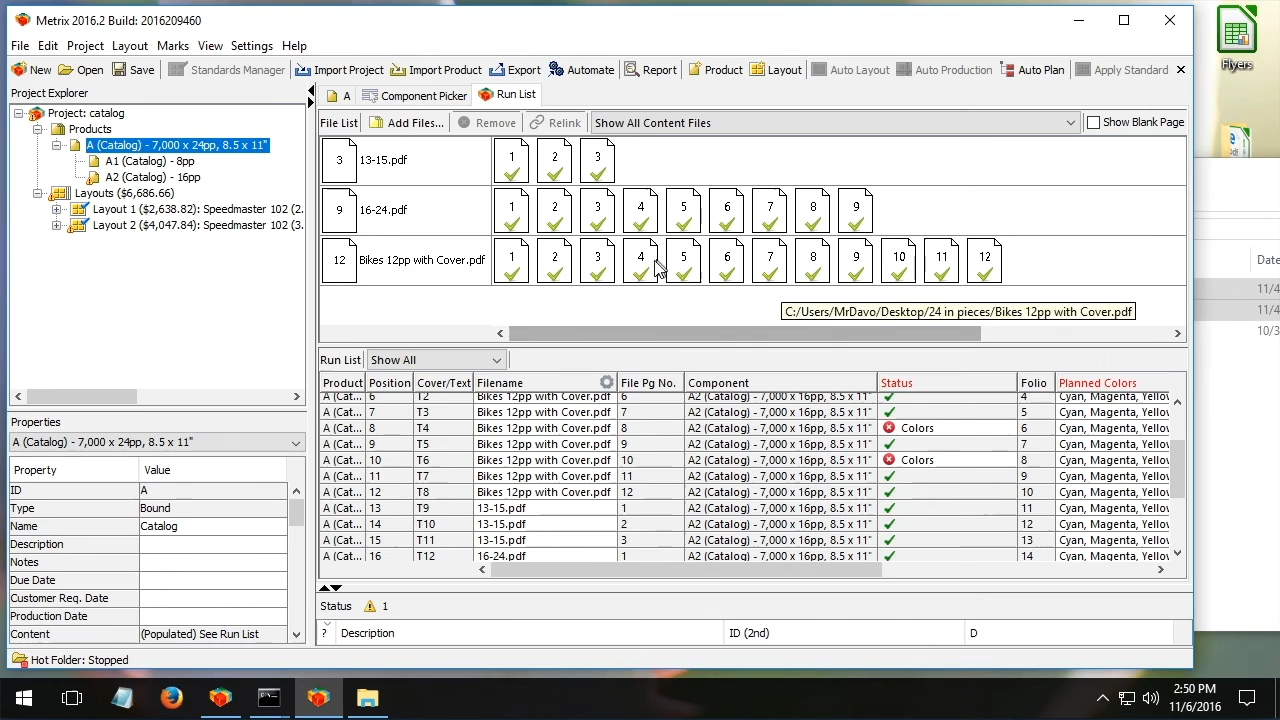 Metrix 2016.2 Build: 2016209460
File Edit Project Layout Marks View Settings Help
New Open Save Standards Manager Import Project Import Product Export Automate Report Product Layout Auto Layout Auto Production Auto Plan Apply Standard
Project Explorer
Project: catalog
Products
A (Catalog) - 7,000 x 24pp, 8.5 x 11"
A1 (Catalog) - 8pp
A2 (Catalog) - 16pp
Layouts ($6,686.66)
Layout 1 ($2,638.82): Speedmaster 102 (2.
Layout 2 ($4,047.84): Speedmaster 102 (3.
Properties
A (Catalog) - 7,000 x 24pp, 8.5 x 11"
Property Value
ID A
Type Bound
Name Catalog
Description
Notes
Due Date
Customer Req. Date
Production Date
Content (Populated) See Run List
A Component Picker Run List
File List Add Files... Remove Relink Show All Content Files Show Blank Page
3 13-15.pdf 1 2 3
9 16-24.pdf 1 2 3 4 5 6 7 8 9
12 Bikes 12pp with Cover.pdf 1 2 3 4 5 6 7 8 9 10 11 12
C:/Users/MrDavo/Desktop/24 in pieces/Bikes 12pp with Cover.pdf
Run List Show All
Product Position Cover/Text Filename File Pg No. Component Status Folio Planned Colors
A (Cat... 6 T2 Bikes 12pp with Cover.pdf 6 A2 (Catalog) - 7,000 x 16pp, 8.5 x 11" 4 Cyan, Magenta, Yellow
A (Cat... 7 T3 Bikes 12pp with Cover.pdf 7 A2 (Catalog) - 7,000 x 16pp, 8.5 x 11" 5 Cyan, Magenta, Yellow
A (Cat... 8 T4 Bikes 12pp with Cover.pdf 8 A2 (Catalog) - 7,000 x 16pp, 8.5 x 11" Colors 6 Cyan, Magenta, Yellow
A (Cat... 9 T5 Bikes 12pp with Cover.pdf 9 A2 (Catalog) - 7,000 x 16pp, 8.5 x 11" 7 Cyan, Magenta, Yellow
A (Cat... 10 T6 Bikes 12pp with Cover.pdf 10 A2 (Catalog) - 7,000 x 16pp, 8.5 x 11" Colors 8 Cyan, Magenta, Yellow
A (Cat... 11 T7 Bikes 12pp with Cover.pdf 11 A2 (Catalog) - 7,000 x 16pp, 8.5 x 11" 9 Cyan, Magenta, Yellow
A (Cat... 12 T8 Bikes 12pp with Cover.pdf 12 A2 (Catalog) - 7,000 x 16pp, 8.5 x 11" 10 Cyan, Magenta, Yellow
A (Cat... 13 T9 13-15.pdf 1 A2 (Catalog) - 7,000 x 16pp, 8.5 x 11" 11 Cyan, Magenta, Yellow
A (Cat... 14 T10 13-15.pdf 2 A2 (Catalog) - 7,000 x 16pp, 8.5 x 11" 12 Cyan, Magenta, Yellow
A (Cat... 15 T11 13-15.pdf 3 A2 (Catalog) - 7,000 x 16pp, 8.5 x 11" 13 Cyan, Magenta, Yellow
A (Cat... 16 T12 16-24.pdf 1 A2 (Catalog) - 7,000 x 16pp, 8.5 x 11" 14 Cyan, Magenta, Yellow
Status 1
? Description ID (2nd) D
Hot Folder: Stopped
Flyers
Date
11/4
11/4
10/3
2:50 PM
11/6/2016